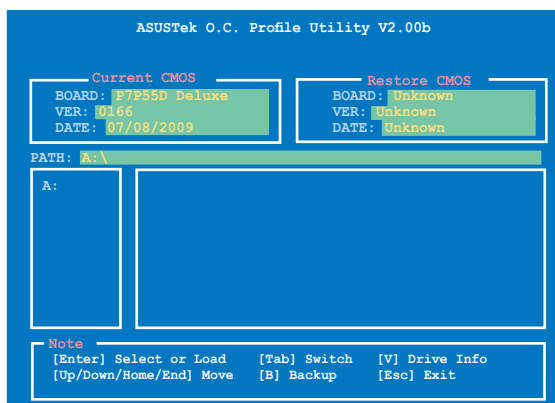 ASUSTek O.C. Profile Utility V2.00b
Current CMOS
BOARD: P7P55D Deluxe
VER: 0166
DATE: 07/08/2009
Restore CMOS
BOARD: Unknown
VER: Unknown
DATE: Unknown
PATH: A:\
A:
Note
[Enter] Select or Load [Tab] Switch [V] Drive Info
[Up/Down/Home/End] Move [B] Backup [Esc] Exit